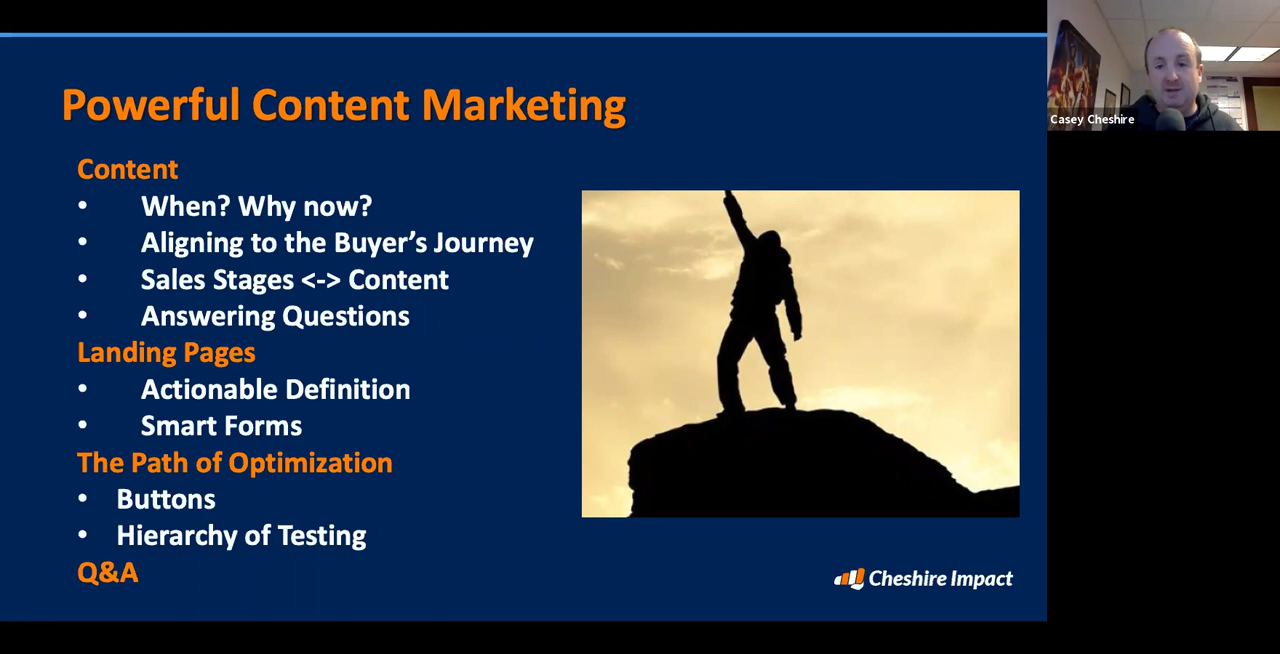 Powerful Content Marketing
Content
• When? Why now?
• Aligning to the Buyer's Journey
• Sales Stages <-> Content
• Answering Questions
Landing Pages
• Actionable Definition
• Smart Forms
The Path of Optimization
• Buttons
• Hierarchy of Testing
Q&A
Cheshire Impact
Casey Cheshire